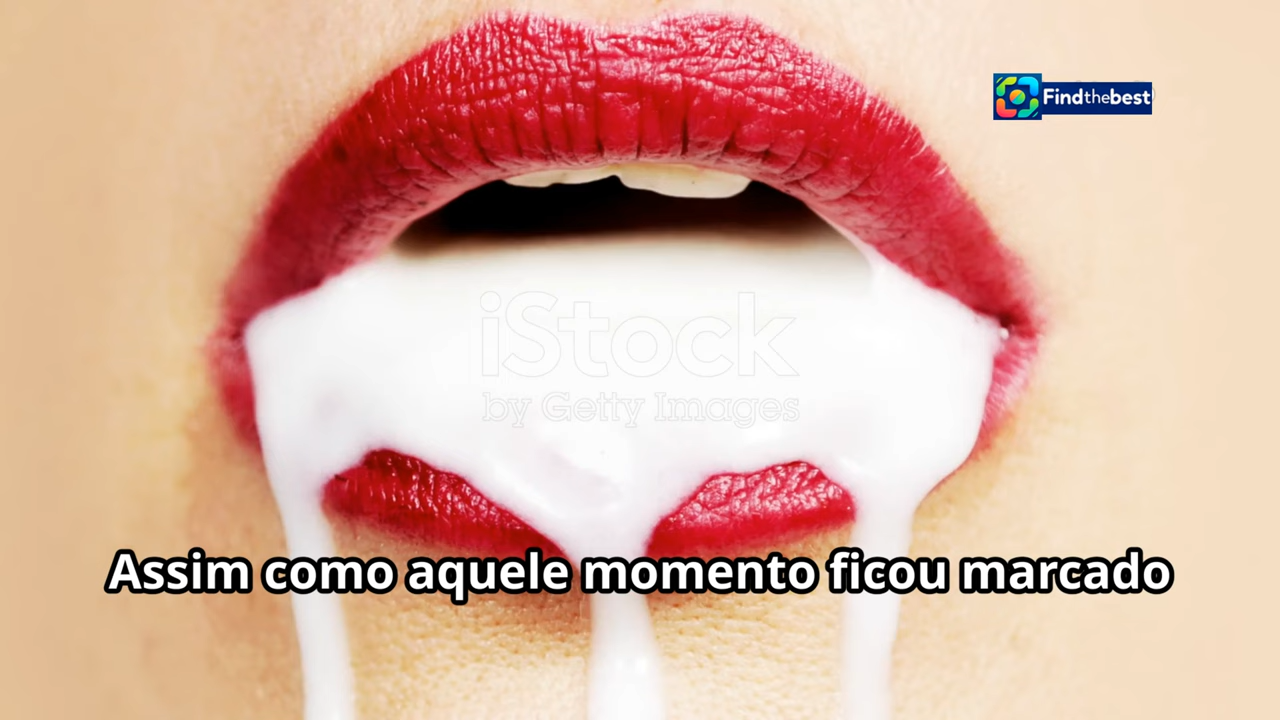 Findthebest
iStock
by Getty Images
Assim como aquele momento ficou marcado